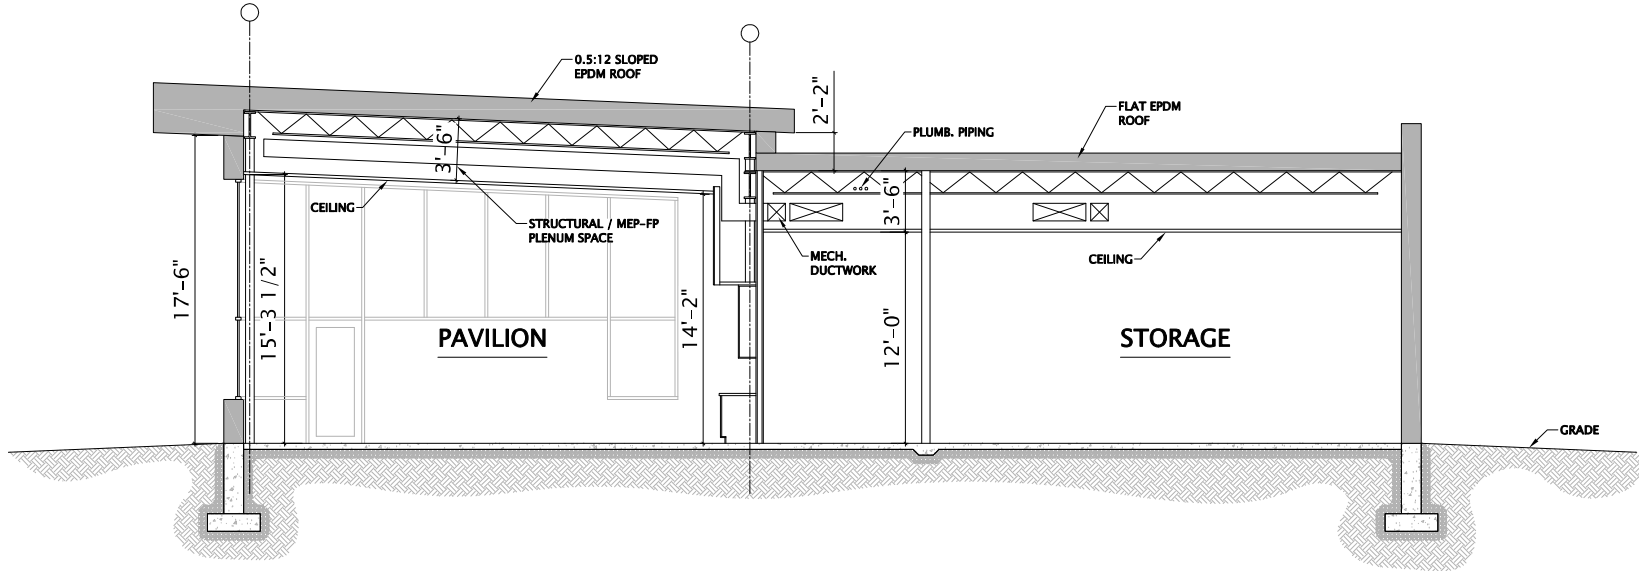 0.5:12 SLOPED
EPDM ROOF
2'-2"
FLAT EPDM
ROOF
PLUMB. PIPING
3'-6"
CEILING
STRUCTURAL / MEP-FP
PLENUM SPACE
3'-6"
MECH.
DUCTWORK
CEILING
17'-6"
15'-3 1/2"
14'-2"
12'-0"
PAVILION
STORAGE
GRADE